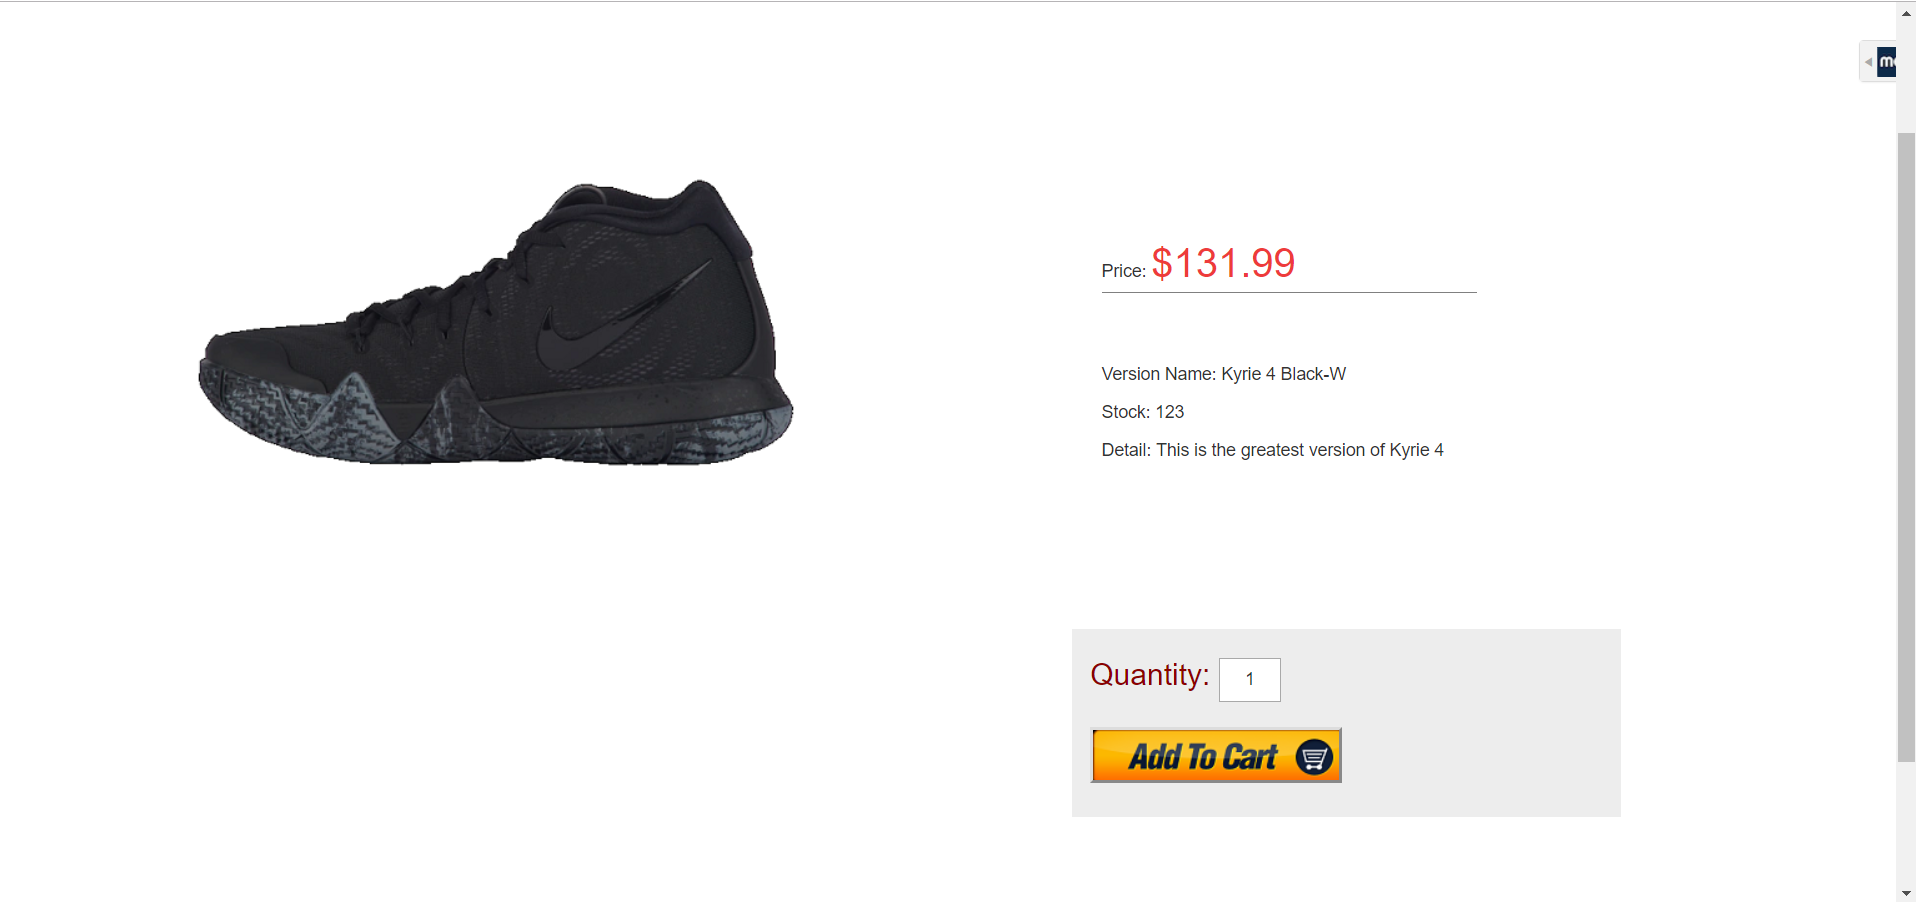 Price: $131.99
Version Name: Kyrie 4 Black-W
Stock: 123
Detail: This is the greatest version of Kyrie 4
Quantity: 1
Add To Cart